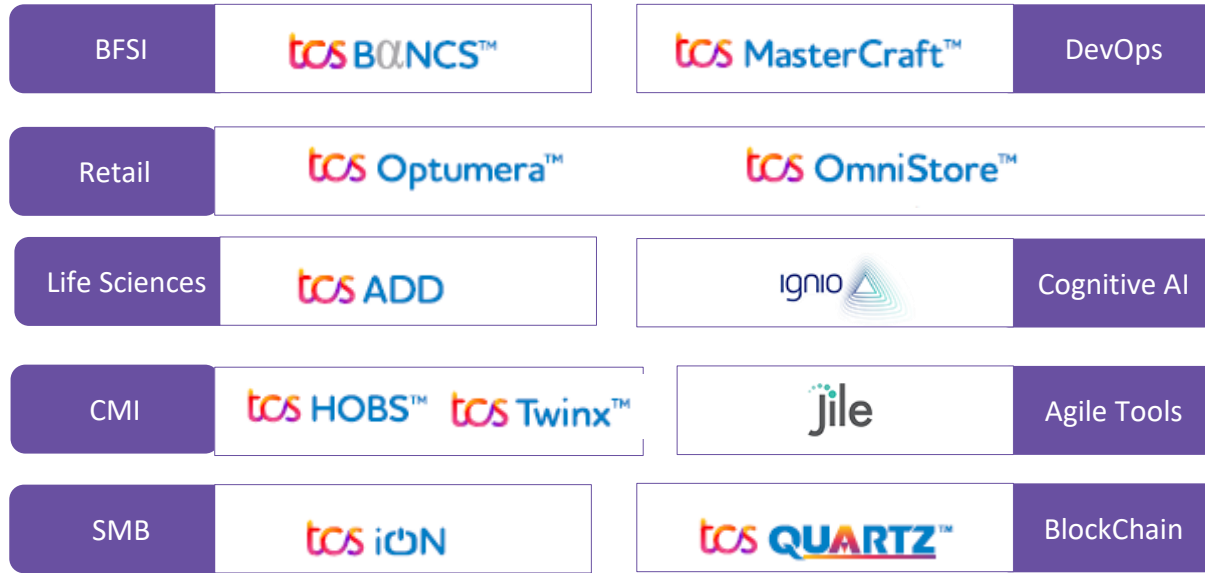 BFSI tcs BαNCS™ tcs MasterCraft™ DevOps
Retail tcs Optumera™ tcs OmniStore™
Life Sciences tcs ADD ignio Cognitive AI
CMI tcs HOBS™ tcs Twinx™ jile Agile Tools
SMB tcs iON tcs QUARTZ™ BlockChain